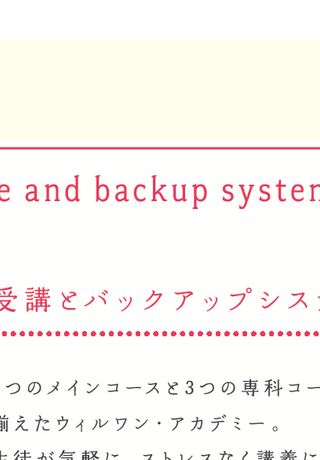 e and backup system
受講とバックアップシス
つのメインコースと3つの専科コー
揃えたウィルワン・アカデミー。
生徒が気軽に、ストレスなく講義に